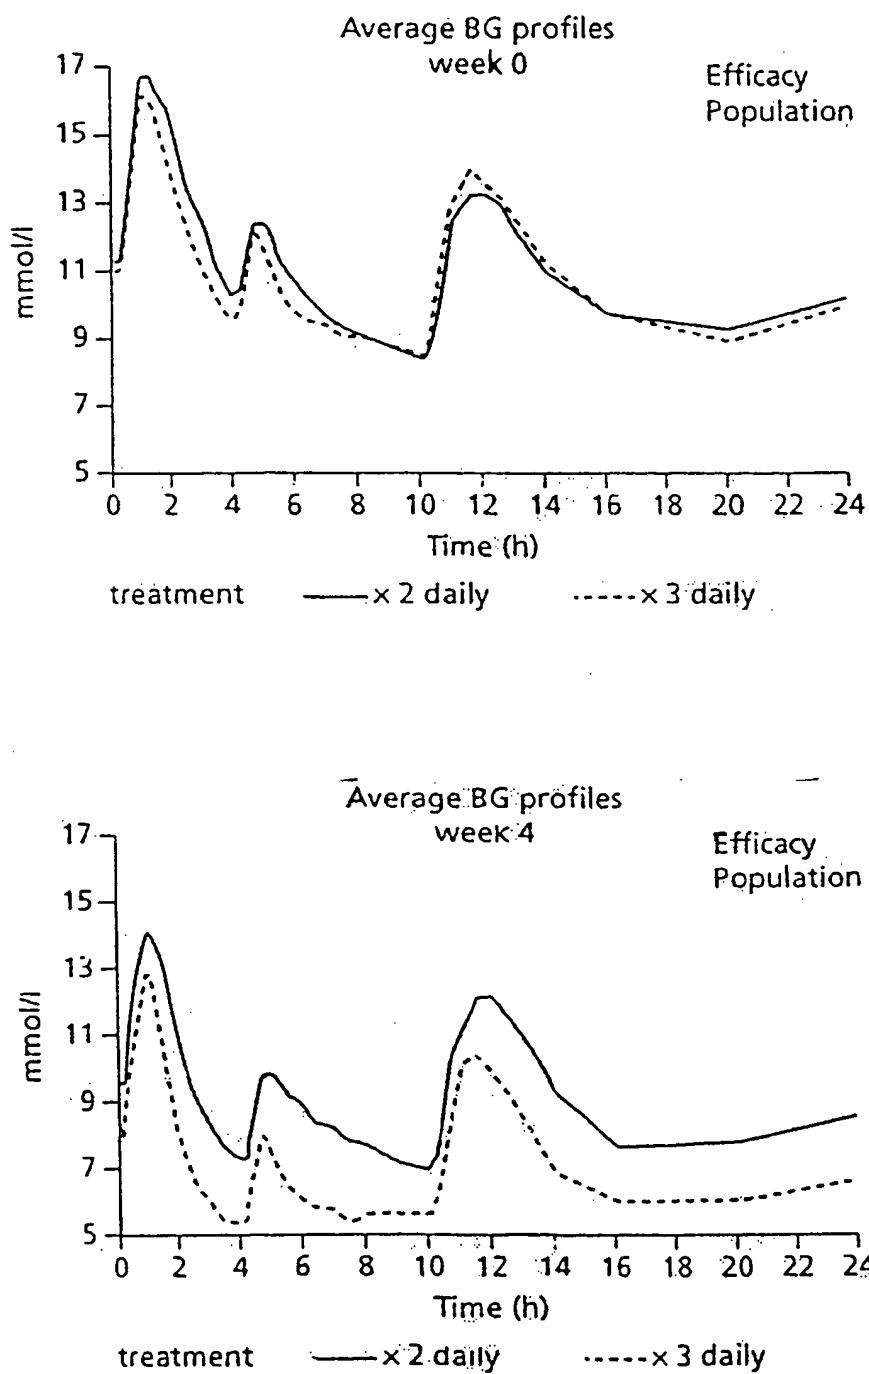 Average BG profiles
week 0
Efficacy
Population
17
15
13
11
9
7
5
mmol/l
0 2 4 6 8 10 12 14 16 18 20 22 24
Time (h)
treatment x 2 daily x 3 daily
Average BG profiles
week 4
Efficacy
Population
17
15
13
11
9
7
5
mmol/l
0 2 4 6 8 10 12 14 16 18 20 22 24
Time (h)
treatment x 2 daily x 3 daily